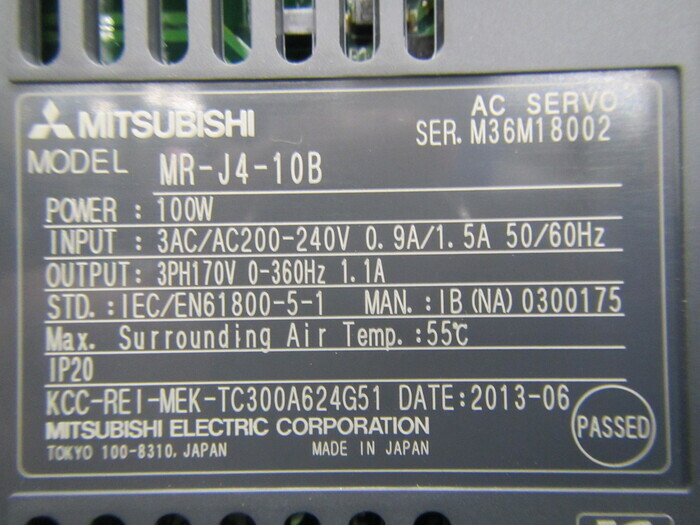 MITSUBISHI
AC SERVO
SER. M36M18002
MODEL MR-J4-10B
POWER : 100W
INPUT : 3AC/AC200-240V 0.9A/1.5A 50/60Hz
OUTPUT: 3PH170V 0-360Hz 1.1A
STD.: IEC/EN61800-5-1 MAN.: IB(NA)0300175
Max. Surrounding Air Temp.:55℃
IP20
KCC-REI-MEK-TC300A624G51 DATE:2013-06
MITSUBISHI ELECTRIC CORPORATION
TOKYO 100-8310, JAPAN MADE IN JAPAN
PASSED